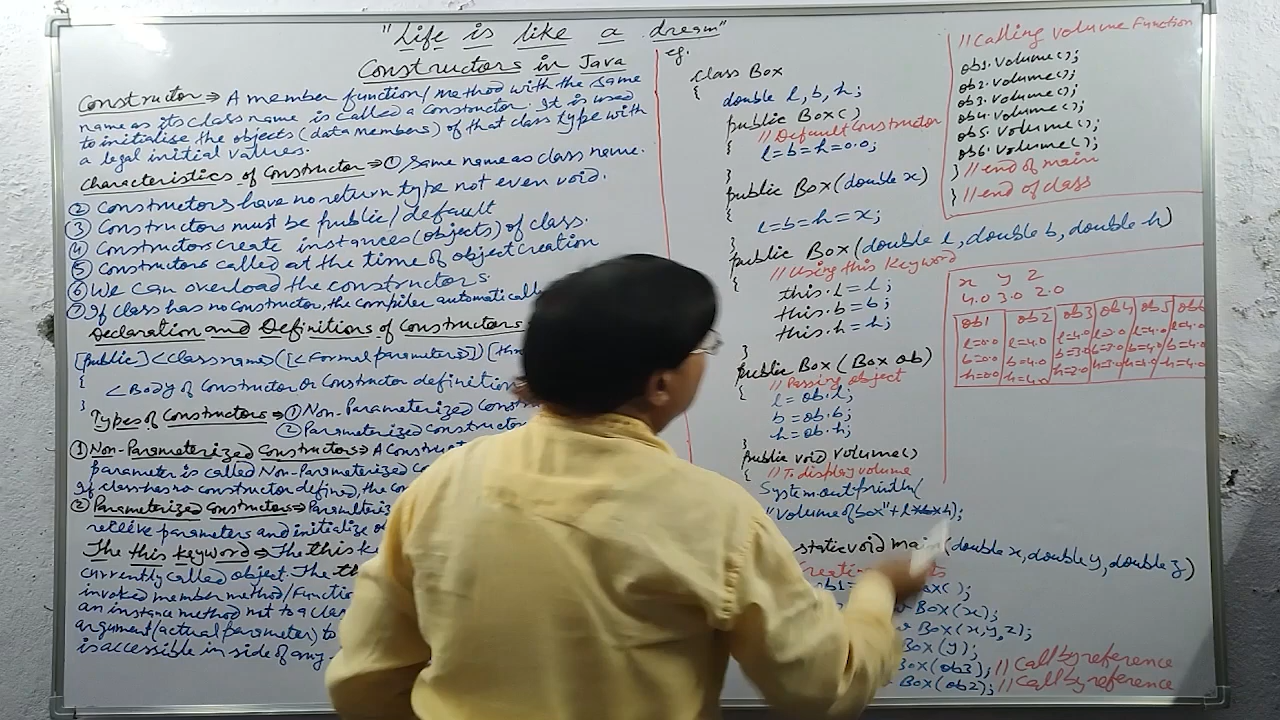 "Life is like a dream"
Constructors in Java
Constructor ⇒ A member function/method with the same
name as its class name is called a constructor. It is used
to initialise the objects (data members) of that class type with
a legal initial values.
Characteristics of Constructor → ① Same name as class name.
② Constructors have no return type not even void.
③ Constructors must be public/default
④ Constructors create instances (objects) of class.
⑤ Constructors called at the time of object creation
⑥ We can overload the constructors
⑦ If class has no constructor, the compiler automatically
Declaration and Definitions of Constructors
[public] <class names ([<Formal parameters>])
{
<Body of Constructor or Constructor definition
}
Types of Constructors ⇒ ① Non-Parameterized
② Parameterized constructor
① Non-Parameterized Constructors ⇒ A
parameter is called Non-Parameterized
If class has no constructor defined, the
② Parameterized Constructors ⇒
receive parameters and initialize
The this keyword ⇒ The this
currently called object. The
invoked member method/Function
an instance method not to a
argument (actual parameter) to
is accessible in side of any
eg.
class Box
{
double l, b, h;
public Box()
//Default Constructor
{
l=b=h=0.0;
}
public Box(double x)
{
l=b=h=x;
}
public Box(double l, double b, double h)
//Using this keyword
{
this.l=l;
this.b=b;
this.h=h;
}
public Box(Box ob)
//Passing object
{
l=ob.l;
b=ob.b;
h=ob.h;
}
public void volume()
//To display volume
{
System.out.println(
"Volume of box"+l*b*h);
static void main(double x, double y, double z)
ob1= Box();
Box(x);
Box(x,y,z);
Box(y);
Box(ob3); //Call by reference
Box(ob2); //Call by reference
//Calling volume Function
ob1.volume();
ob2.volume();
ob3.volume();
ob4.volume();
ob5.volume();
ob6.volume();
} //end of main
} //end of class
x y z
4.0 3.0 2.0
ob1 ob2 ob3 ob4 ob5 ob6
l=0.0 l=4.0 l=4.0 l=4.0 l=4.0
b=0.0 b=4.0 b=3.0 b=3.0 b=4.0
h=0.0 h=4.0 h=2.0 h=3.0 h=4.0